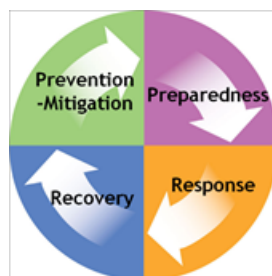 Prevention
-Mitigation
Preparedness
Response
Recovery